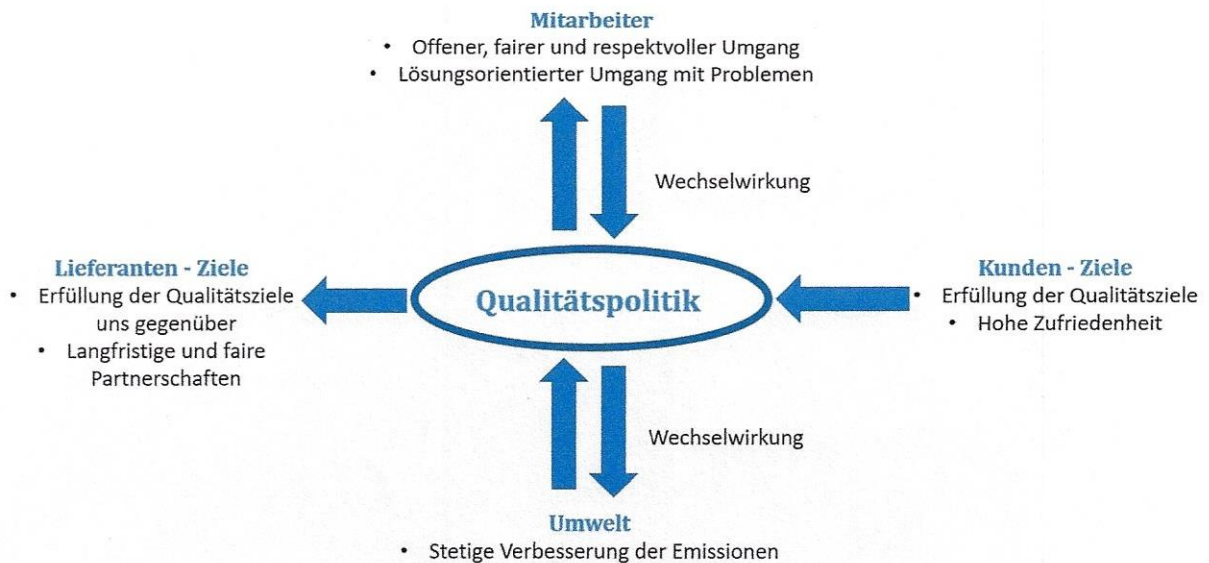 Mitarbeiter
• Offener, fairer und respektvoller Umgang
• Lösungsorientierter Umgang mit Problemen
Wechselwirkung
Lieferanten - Ziele
• Erfüllung der Qualitätsziele
uns gegenüber
• Langfristige und faire
Partnerschaften
Qualitätspolitik
Kunden - Ziele
• Erfüllung der Qualitätsziele
• Hohe Zufriedenheit
Wechselwirkung
Umwelt
• Stetige Verbesserung der Emissionen